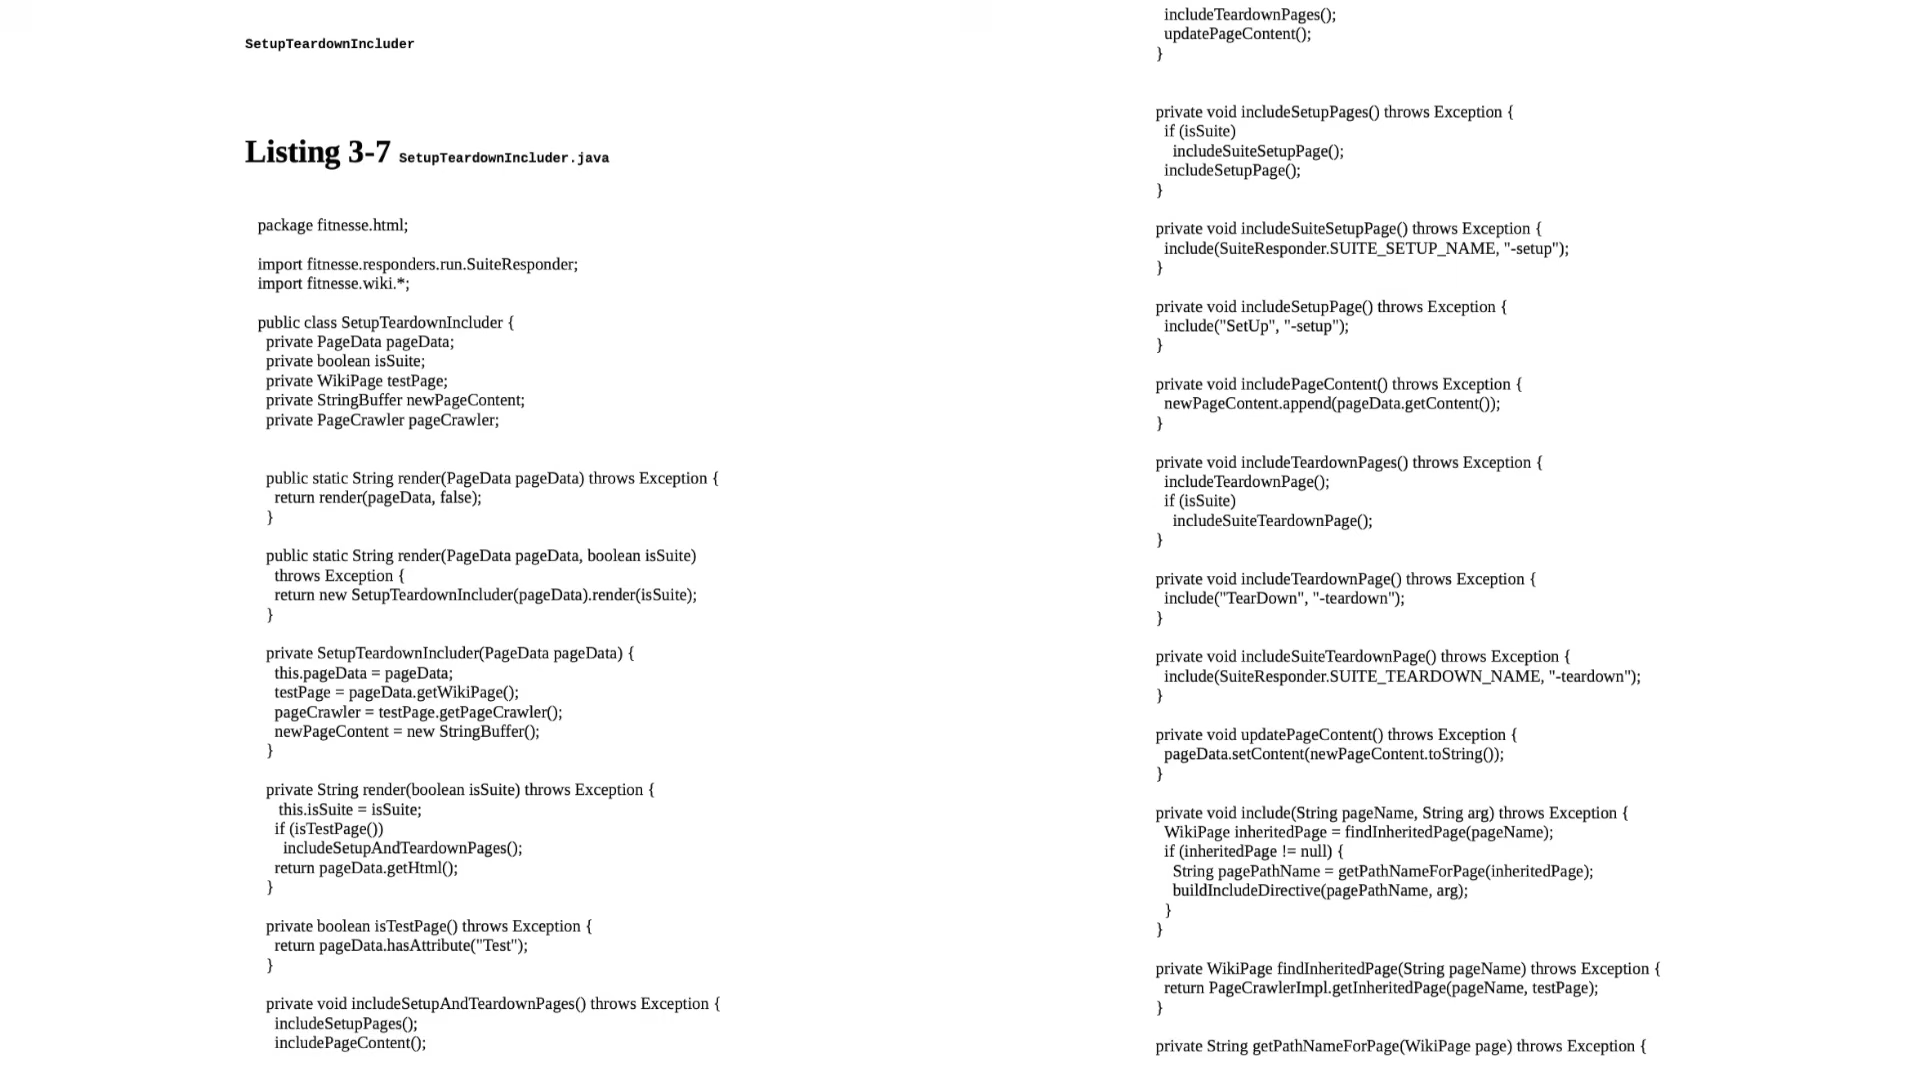 SetupTeardownIncluder
Listing 3-7 SetupTeardownIncluder.java
package fitnesse.html;
import fitnesse.responders.run.SuiteResponder;
import fitnesse.wiki.*;
public class SetupTeardownIncluder {
private PageData pageData;
private boolean isSuite;
private WikiPage testPage;
private StringBuffer newPageContent;
private PageCrawler pageCrawler;
public static String render(PageData pageData) throws Exception {
return render(pageData, false);
}
public static String render(PageData pageData, boolean isSuite)
throws Exception {
return new SetupTeardownIncluder(pageData).render(isSuite);
}
private SetupTeardownIncluder(PageData pageData) {
this.pageData = pageData;
testPage = pageData.getWikiPage();
pageCrawler = testPage.getPageCrawler();
newPageContent = new StringBuffer();
}
private String render(boolean isSuite) throws Exception {
this.isSuite = isSuite;
if (isTestPage())
includeSetupAndTeardownPages();
return pageData.getHtml();
}
private boolean isTestPage() throws Exception {
return pageData.hasAttribute("Test");
}
private void includeSetupAndTeardownPages() throws Exception {
includeSetupPages();
includePageContent();
includeTeardownPages();
updatePageContent();
}
private void includeSetupPages() throws Exception {
if (isSuite)
includeSuiteSetupPage();
includeSetupPage();
}
private void includeSuiteSetupPage() throws Exception {
include(SuiteResponder.SUITE_SETUP_NAME, "-setup");
}
private void includeSetupPage() throws Exception {
include("SetUp", "-setup");
}
private void includePageContent() throws Exception {
newPageContent.append(pageData.getContent());
}
private void includeTeardownPages() throws Exception {
includeTeardownPage();
if (isSuite)
includeSuiteTeardownPage();
}
private void includeTeardownPage() throws Exception {
include("TearDown", "-teardown");
}
private void includeSuiteTeardownPage() throws Exception {
include(SuiteResponder.SUITE_TEARDOWN_NAME, "-teardown");
}
private void updatePageContent() throws Exception {
pageData.setContent(newPageContent.toString());
}
private void include(String pageName, String arg) throws Exception {
WikiPage inheritedPage = findInheritedPage(pageName);
if (inheritedPage != null) {
String pagePathName = getPathNameForPage(inheritedPage);
buildIncludeDirective(pagePathName, arg);
}
}
private WikiPage findInheritedPage(String pageName) throws Exception {
return PageCrawlerImpl.getInheritedPage(pageName, testPage);
}
private String getPathNameForPage(WikiPage page) throws Exception {